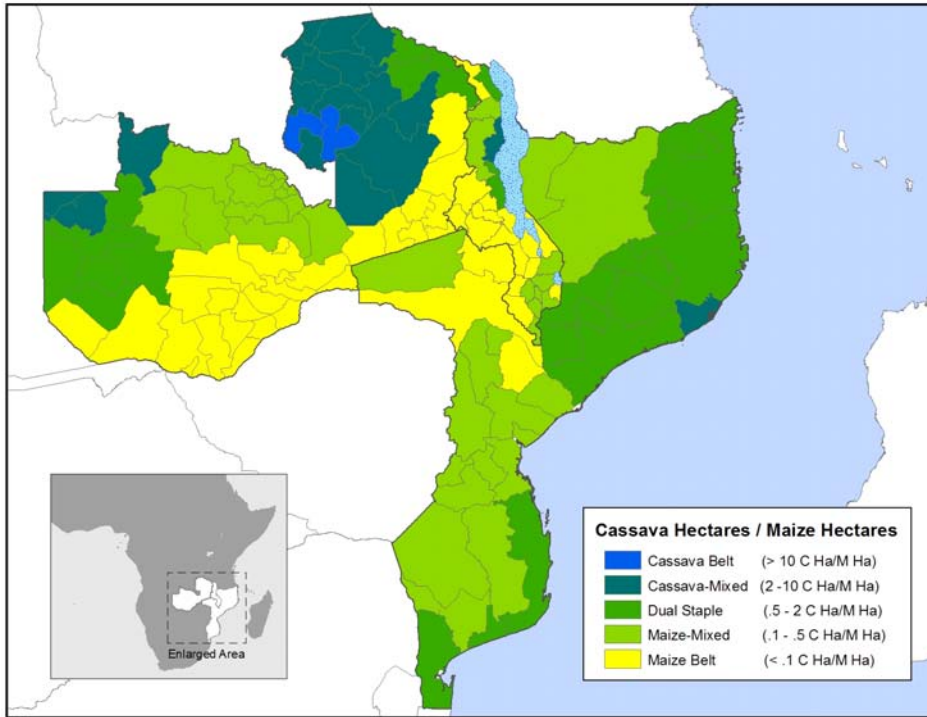 Enlarged Area
Cassava Hectares / Maize Hectares
Cassava Belt (> 10 C Ha/M Ha)
Cassava-Mixed (2 -10 C Ha/M Ha)
Dual Staple (.5 - 2 C Ha/M Ha)
Maize-Mixed (.1 - .5 C Ha/M Ha)
Maize Belt (< .1 C Ha/M Ha)